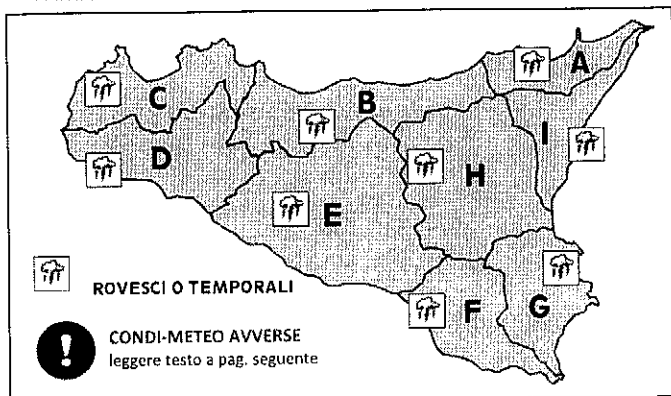 A
C
B
I
D
H
E
ROVESCI O TEMPORALI
F
G
!
CONDI-METEO AVVERSE
leggere testo a pag. seguente